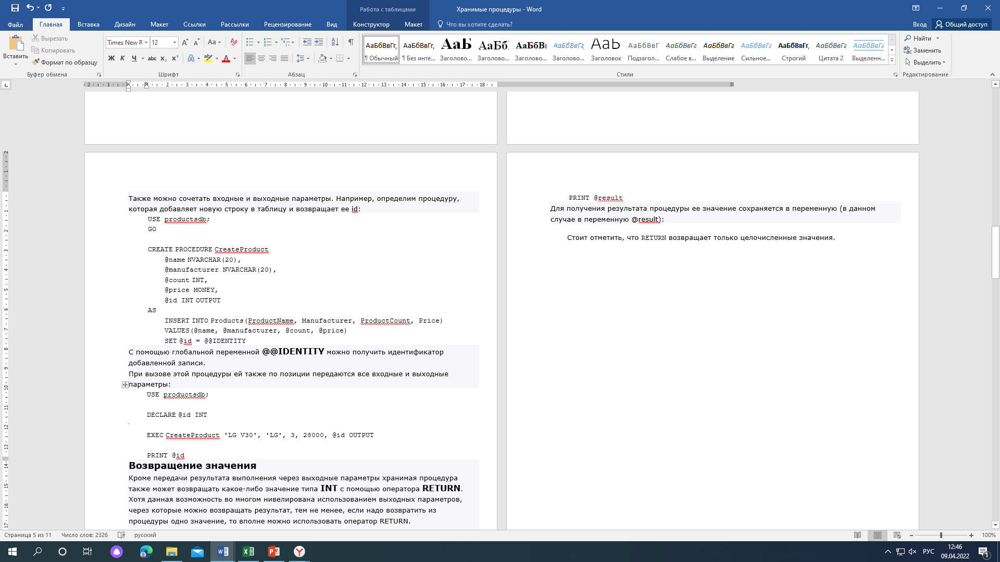 Работа с таблицами
Хранимые процедуры - Word
Файл
Главная
Вставка
Дизайн
Макет
Ссылки
Рассылки
Рецензирование
Вид
Конструктор
Макет
Что вы хотите сделать?
Вход
Общий доступ
Вставить
Вырезать
Копировать
Формат по образцу
Буфер обмена
Times New R
12
Шрифт
Абзац
АаБбВвГг,
АаБбВвГг,
АаБ
АаБб:
АаБбВі
АаБбВвГг
АаЬ
АаБбВвГ
АаБбВвГг
АаБбВвГг,
АаБбВвГг
АаБбВвГг,
АаБбВвГг
АаБбВвГг
¶ Обычный
¶ Без инте...
Заголово...
Заголово...
Заголово...
Заголово...
Заголовок
Подзагол...
Слабое в...
Выделение
Сильное...
Строгий
Цитата 2
Выделенн...
Стили
Найти
Заменить
Выделить
Редактирование
Также можно сочетать входные и выходные параметры. Например, определим процедуру,
которая добавляет новую строку в таблицу и возвращает ее id:
USE productsdb;
GO
CREATE PROCEDURE CreateProduct
@name NVARCHAR(20),
@manufacturer NVARCHAR(20),
@count INT,
@price MONEY,
@id INT OUTPUT
AS
INSERT INTO Products(ProductName, Manufacturer, ProductCount, Price)
VALUES(@name, @manufacturer, @count, @price)
SET @id = @@IDENTITY
С помощью глобальной переменной @@IDENTITY можно получить идентификатор
добавленной записи.
При вызове этой процедуры ей также по позиции передаются все входные и выходные
параметры:
USE productsdb;
DECLARE @id INT
EXEC CreateProduct 'LG V30', 'LG', 3, 28000, @id OUTPUT
PRINT @id
Возвращение значения
Кроме передачи результата выполнения через выходные параметры хранимая процедура
также может возвращать какое-либо значение типа INT с помощью оператора RETURN.
Хотя данная возможность во многом нивелирована использованием выходных параметров,
через которые можно возвращать результат, тем не менее, если надо возвратить из
процедуры одно значение, то вполне можно использовать оператор RETURN.
PRINT @result
Для получения результата процедуры ее значение сохраняется в переменную (в данном
случае в переменную @result):
Стоит отметить, что RETURN возвращает только целочисленные значения.
Страница 5 из 11
Число слов: 2326
русский
100%
РУС
12:46
09.04.2022
1